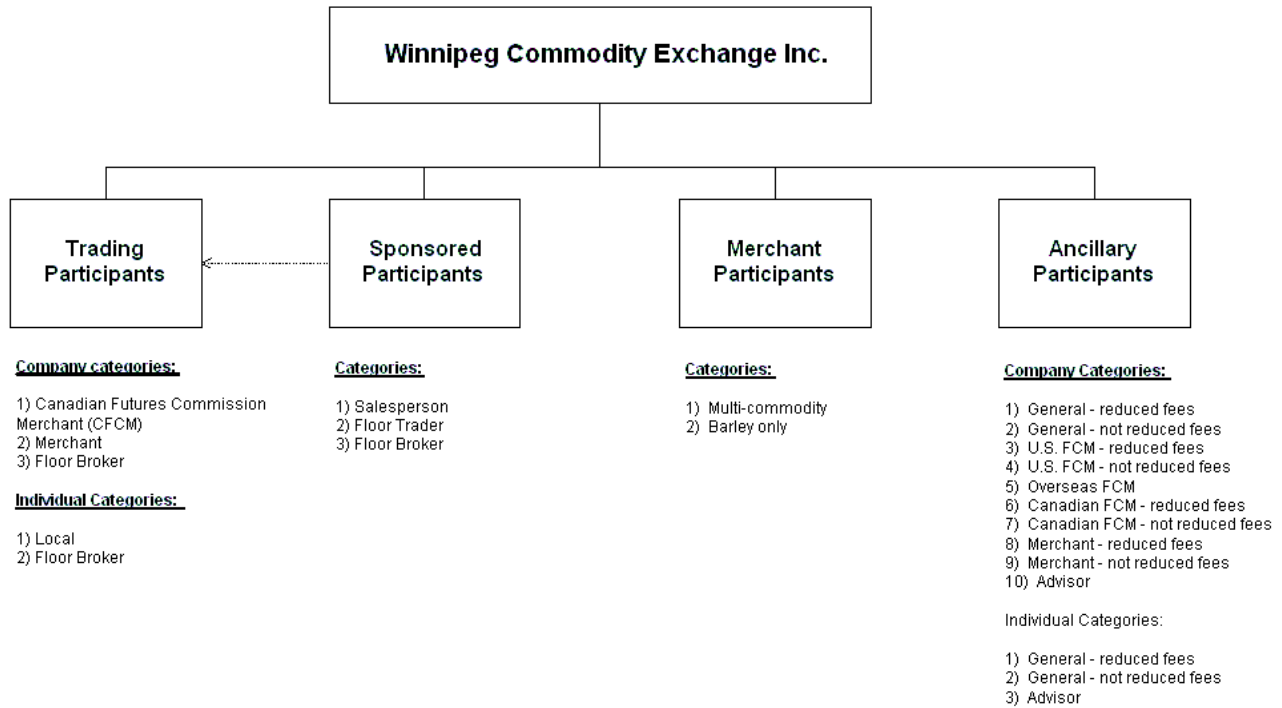 Winnipeg Commodity Exchange Inc.
Trading
Participants
Sponsored
Participants
Merchant
Participants
Ancillary
Participants
Company categories:
1) Canadian Futures Commission
Merchant (CFCM)
2) Merchant
3) Floor Broker
Individual Categories:
1) Local
2) Floor Broker
Categories:
1) Salesperson
2) Floor Trader
3) Floor Broker
Categories:
1) Multi-commodity
2) Barley only
Company Categories:
1) General - reduced fees
2) General - not reduced fees
3) U.S. FCM - reduced fees
4) U.S. FCM - not reduced fees
5) Overseas FCM
6) Canadian FCM - reduced fees
7) Canadian FCM - not reduced fees
8) Merchant - reduced fees
9) Merchant - not reduced fees
10) Advisor
Individual Categories:
1) General - reduced fees
2) General - not reduced fees
3) Advisor